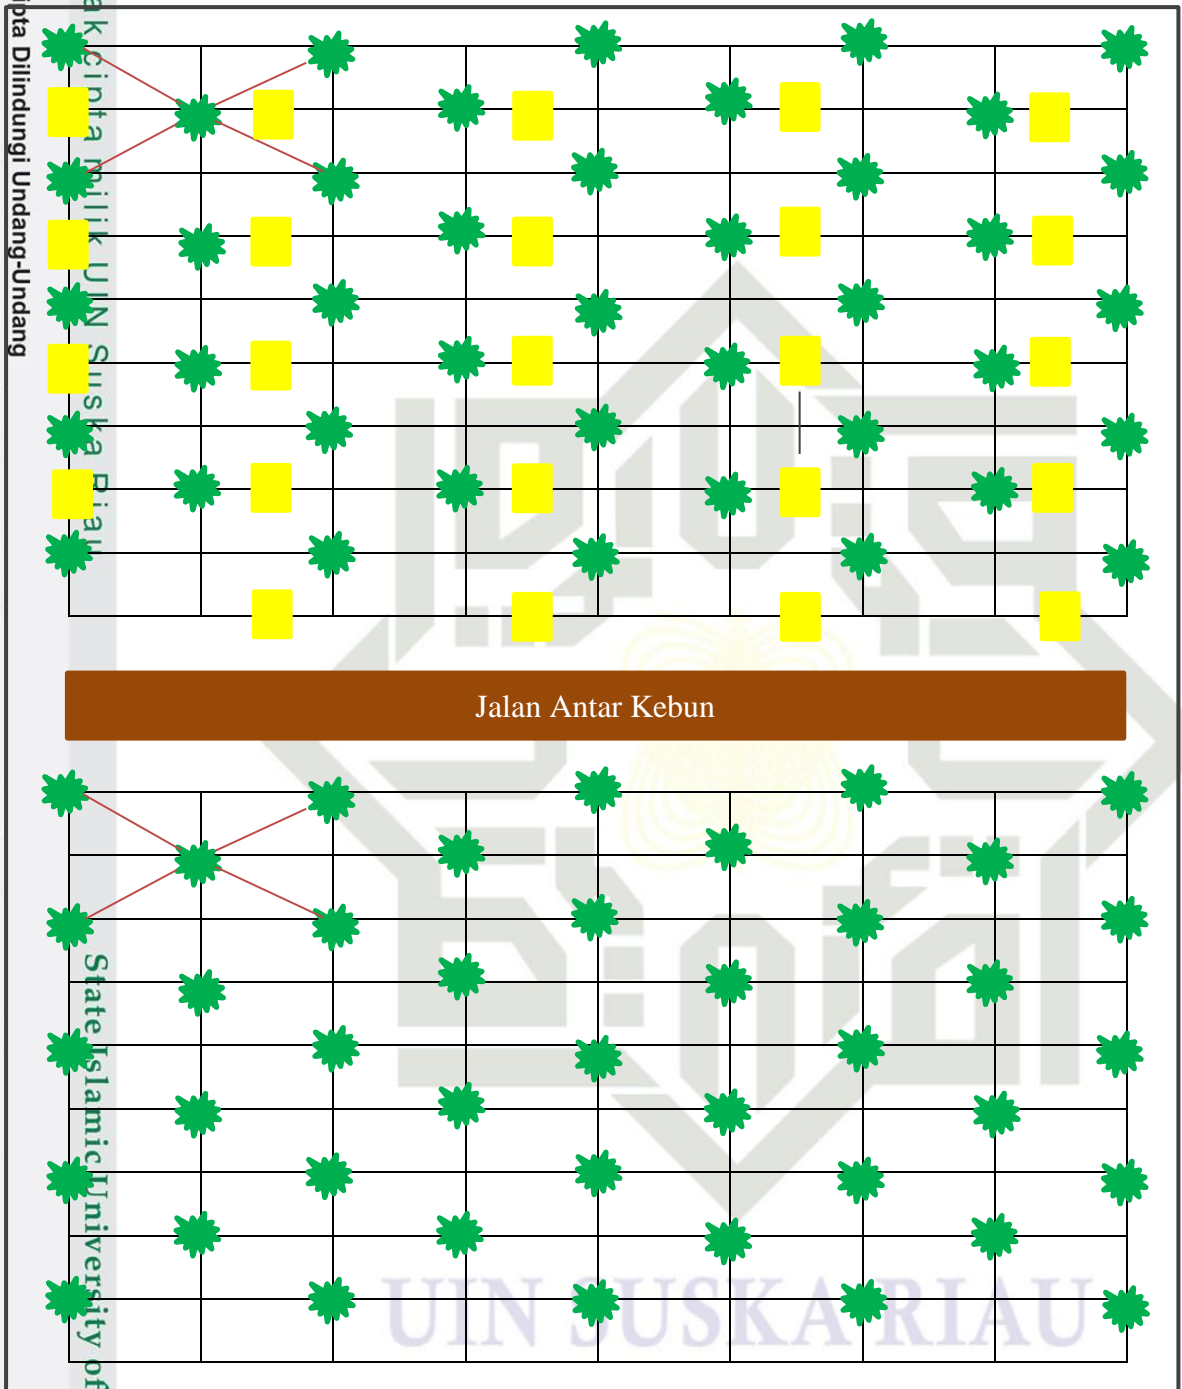 ipta Dilindungi Undang-Undang
ak cipta milik UIN Suska Riau
Jalan Antar Kebun
State Islamic University of
UIN SUSKA RIAU